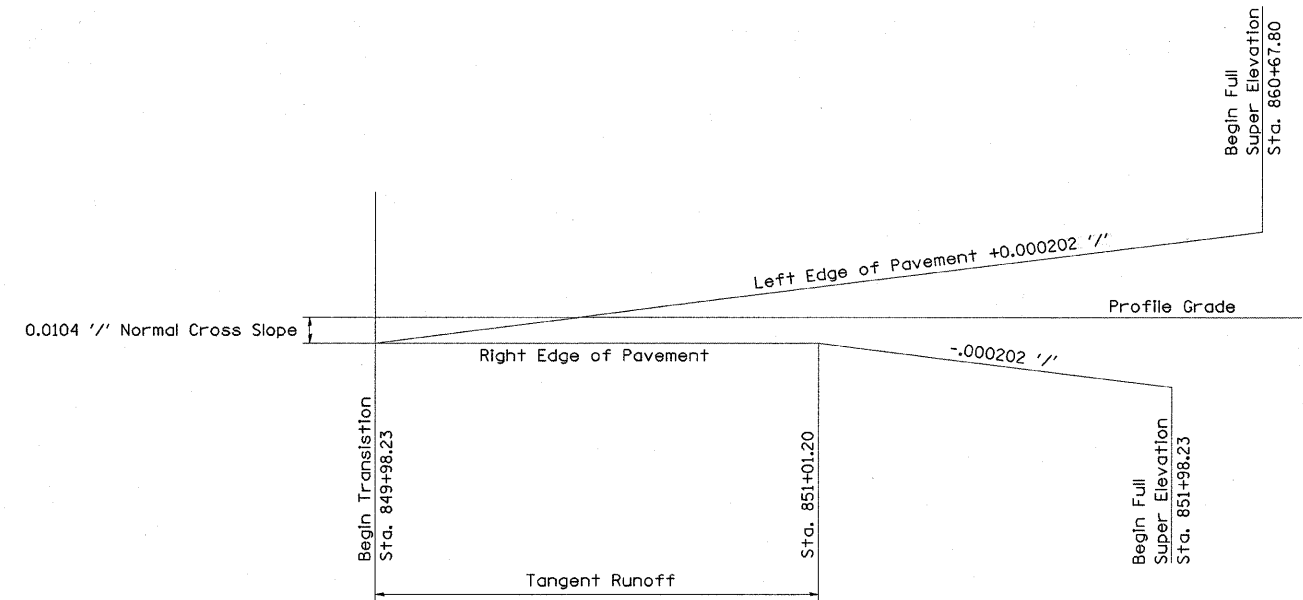 Begin Full
Super Elevation
Sta. 860+67.80
Left Edge of Pavement +0.000202 '/'
Profile Grade
0.0104 '/' Normal Cross Slope
Right Edge of Pavement
-.000202 '/'
Begin Transistion
Sta. 849+98.23
Sta. 851+01.20
Begin Full
Super Elevation
Sta. 851+98.23
Tangent Runoff